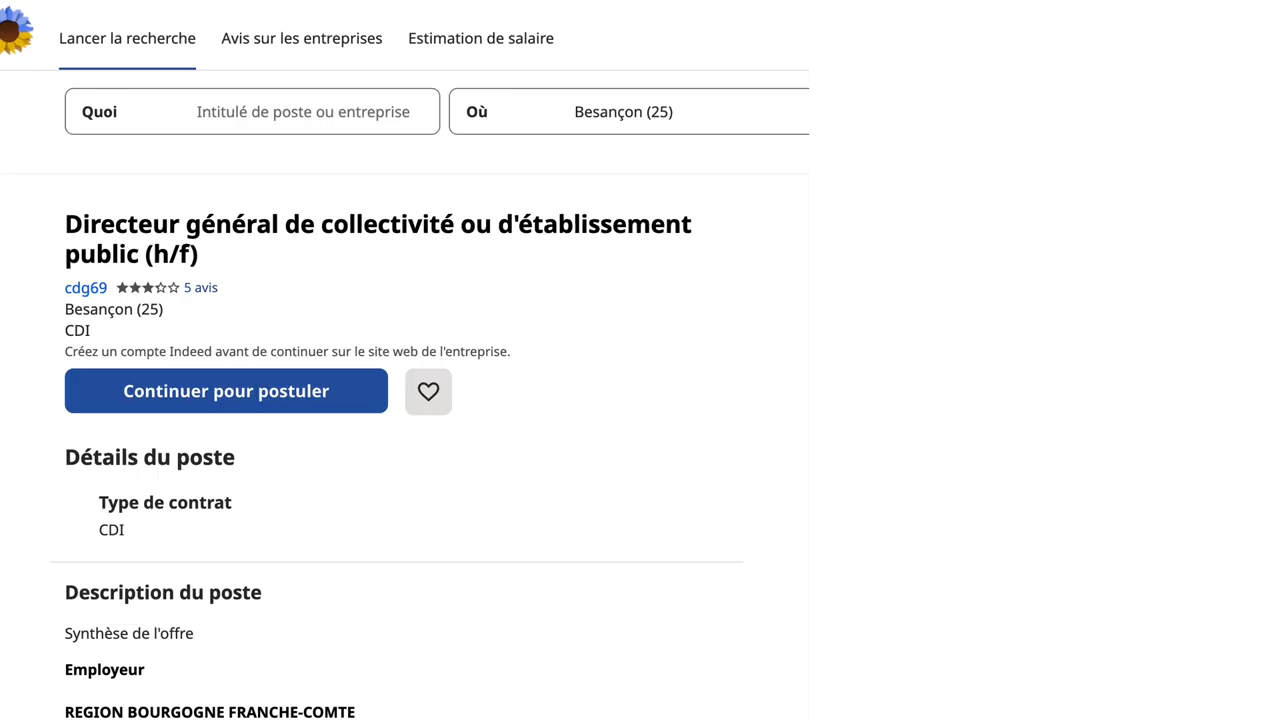 Lancer la recherche Avis sur les entreprises Estimation de salaire
Quoi Intitulé de poste ou entreprise Où Besançon (25)
Directeur général de collectivité ou d'établissement
public (h/f)
cdg69 5 avis
Besançon (25)
CDI
Créez un compte Indeed avant de continuer sur le site web de l'entreprise.
Continuer pour postuler
Détails du poste
Type de contrat
CDI
Description du poste
Synthèse de l'offre
Employeur
REGION BOURGOGNE FRANCHE-COMTE